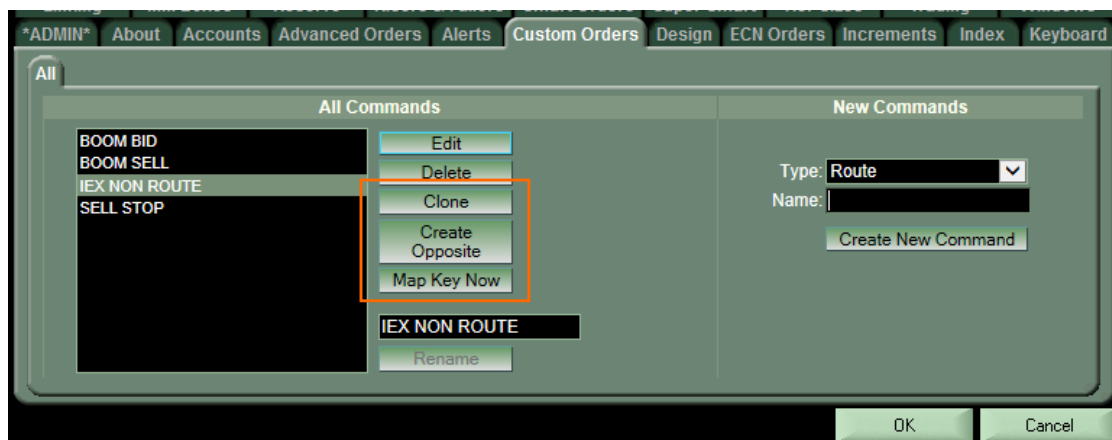 *ADMIN* About Accounts Advanced Orders Alerts Custom Orders Design ECN Orders Increments Index Keyboard
All
All Commands
New Commands
BOOM BID
BOOM SELL
IEX NON ROUTE
SELL STOP
Edit
Delete
Clone
Create
Opposite
Map Key Now
IEX NON ROUTE
Rename
Type: Route
Name:
Create New Command
OK
Cancel